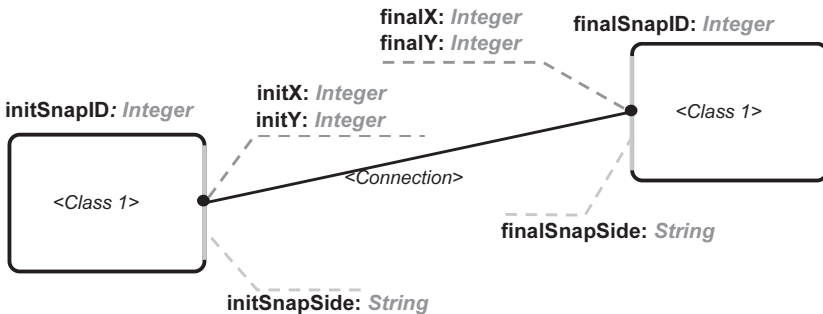 finalX: Integer
finalY: Integer
finalSnapID: Integer
initSnapID: Integer
initX: Integer
initY: Integer
<Class 1>
<Class 1>
<Connection>
finalSnapSide: String
initSnapSide: String